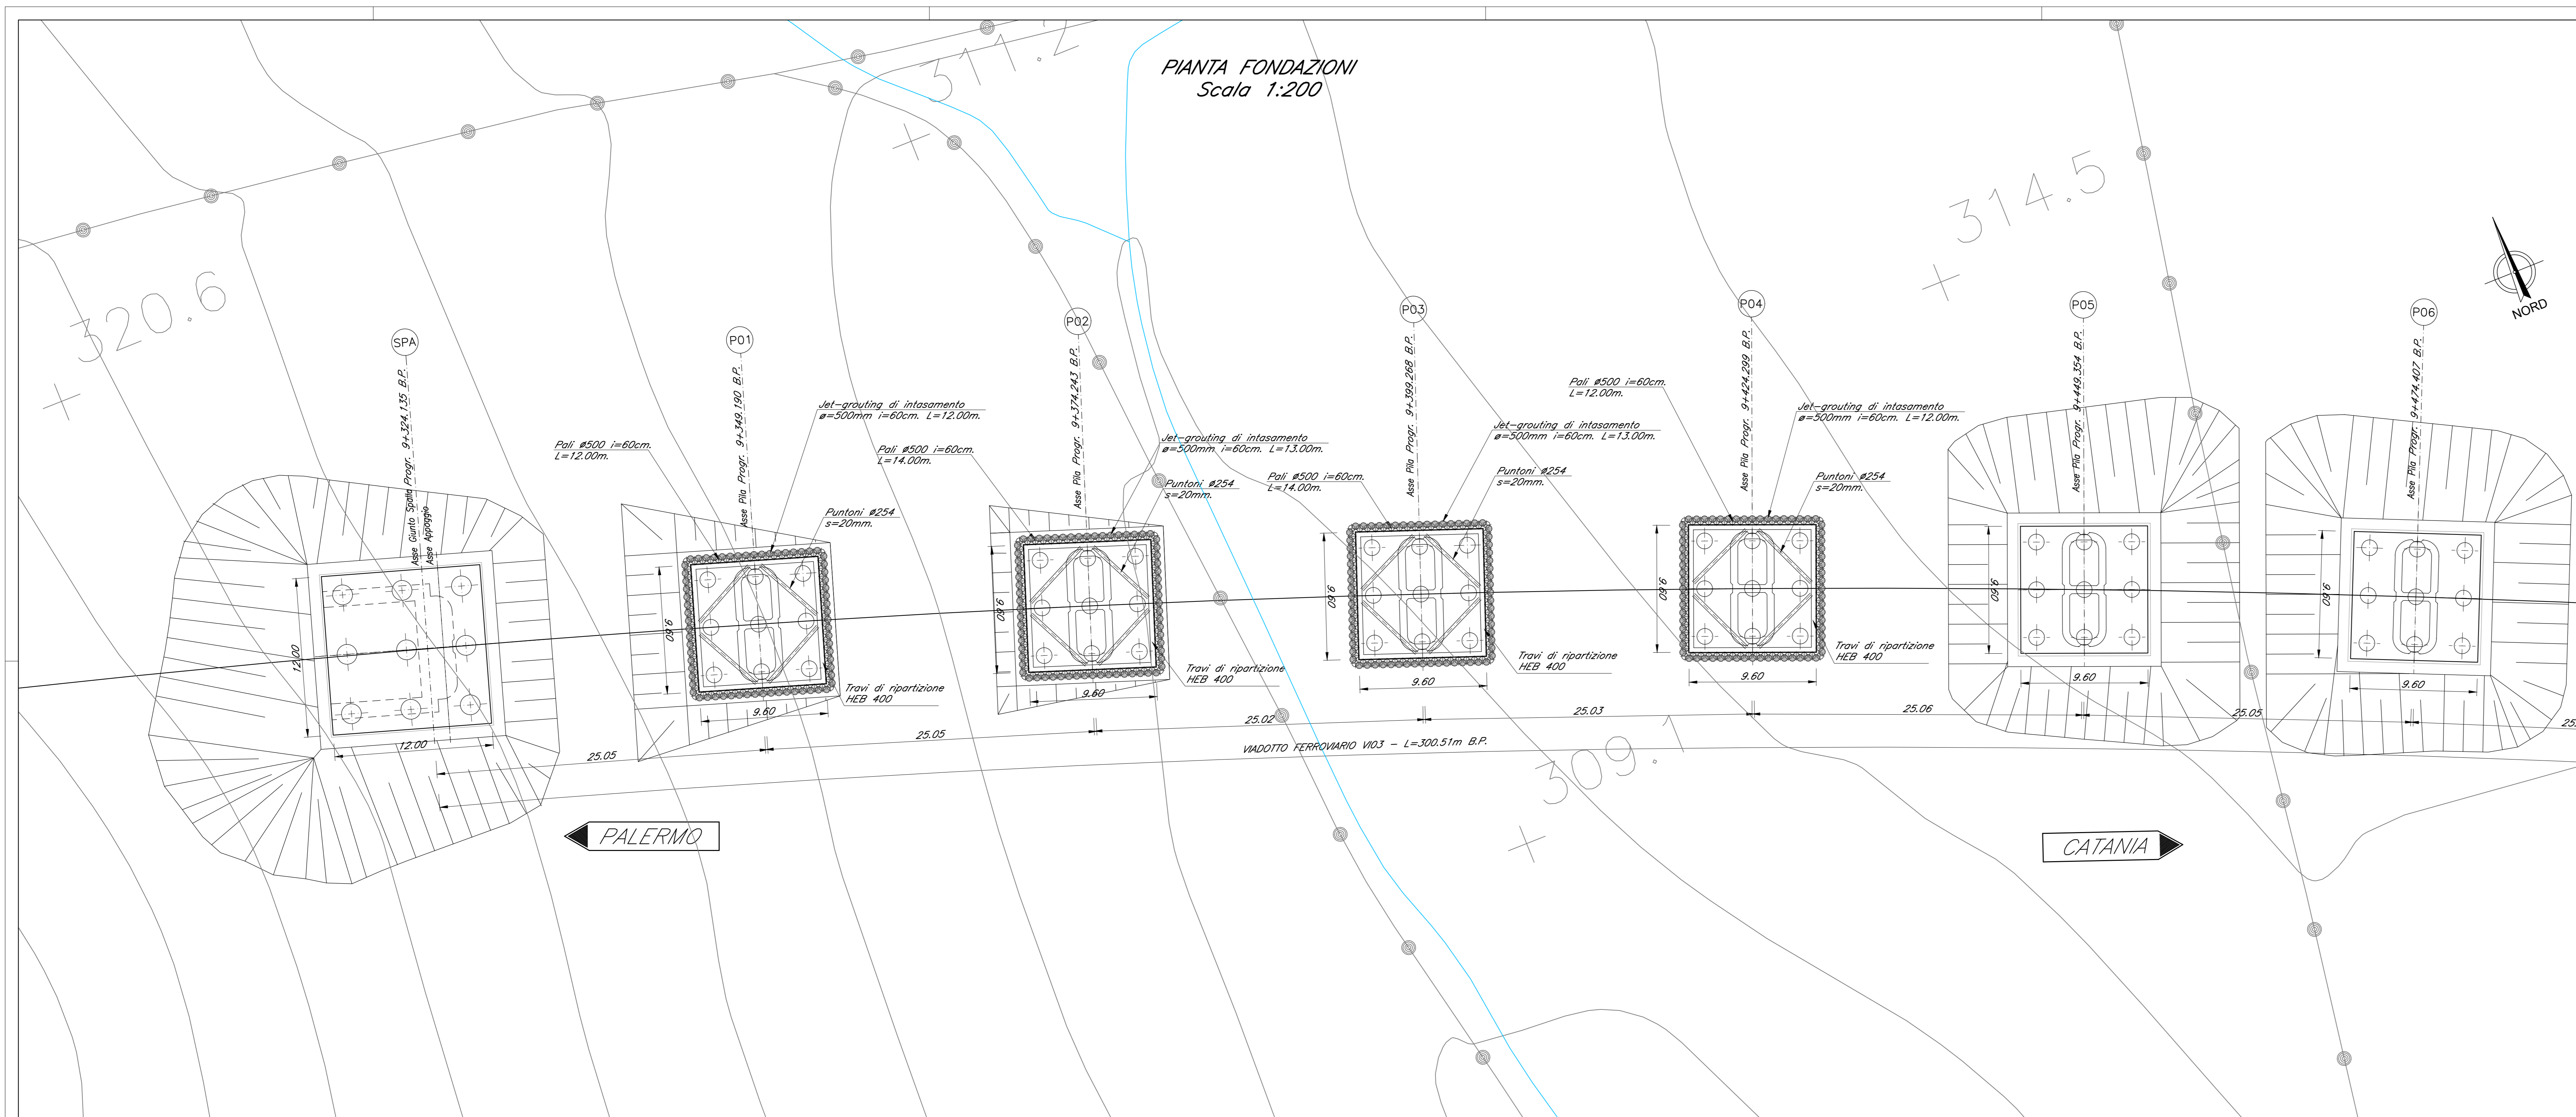 PIANTA FONDAZIONI
Scala 1:200
311.2
314.5
320.6
309.1
NORD
SPA
Asse Giunto Spalla Progr. 9+324.135 B.P.
Asse Appoggio
12.00
12.00
P01
Asse Pila Progr. 9+349.190 B.P.
Pali ø500 i=60cm.
L=12.00m.
Jet-grouting di intasamento
ø=500mm i=60cm. L=12.00m.
Puntoni ø254
s=20mm.
Travi di ripartizione
HEB 400
9.60
9.60
P02
Asse Pila Progr. 9+374.243 B.P.
Pali ø500 i=60cm.
L=14.00m.
Jet-grouting di intasamento
ø=500mm i=60cm. L=13.00m.
Puntoni ø254
s=20mm.
Travi di ripartizione
HEB 400
9.60
9.60
P03
Asse Pila Progr. 9+399.268 B.P.
Pali ø500 i=60cm.
L=14.00m.
Jet-grouting di intasamento
ø=500mm i=60cm. L=13.00m.
Puntoni ø254
s=20mm.
Travi di ripartizione
HEB 400
9.60
9.60
P04
Asse Pila Progr. 9+424.299 B.P.
Pali ø500 i=60cm.
L=12.00m.
Jet-grouting di intasamento
ø=500mm i=60cm. L=12.00m.
Puntoni ø254
s=20mm.
Travi di ripartizione
HEB 400
9.60
9.60
P05
Asse Pila Progr. 9+449.354 B.P.
9.60
9.60
P06
Asse Pila Progr. 9+474.407 B.P.
9.60
9.60
25.05
25.05
25.02
25.03
25.06
25.05
25.
VIADOTTO FERROVIARIO VI03 - L=300.51m B.P.
PALERMO
CATANIA